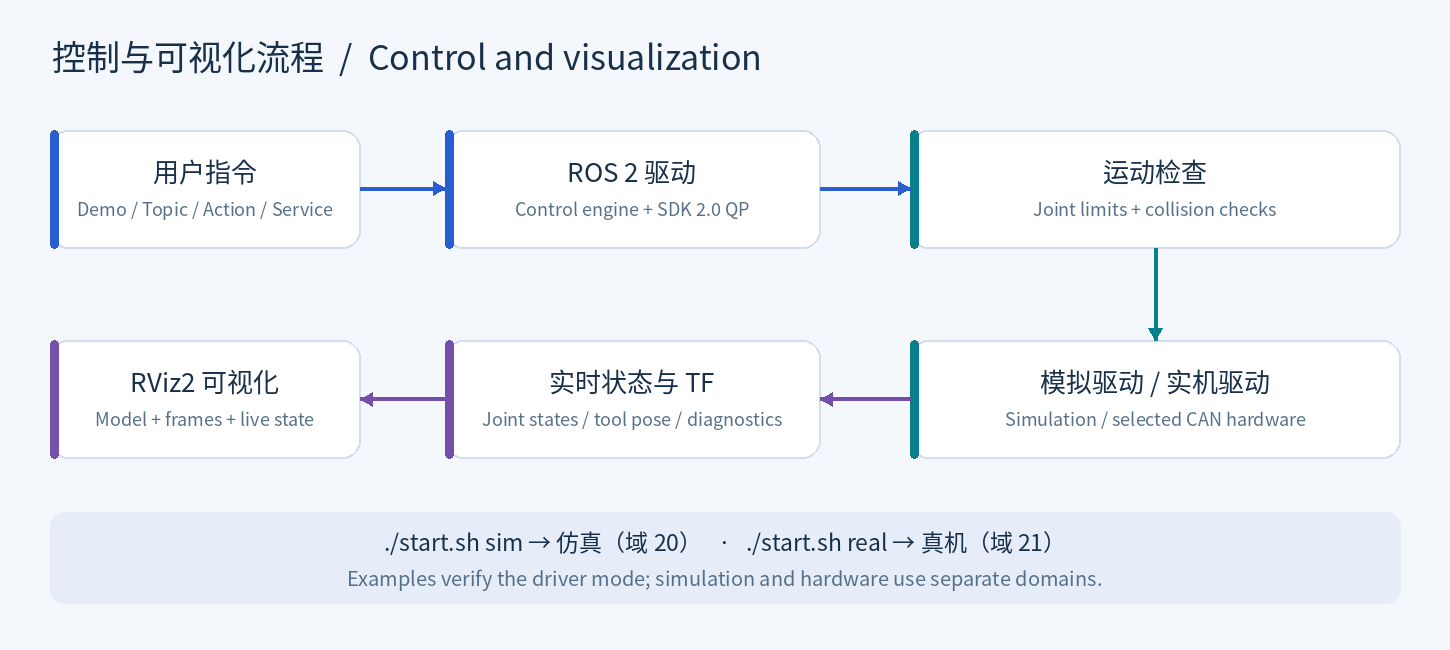 控制与可视化流程 / Control and visualization
用户指令
Demo / Topic / Action / Service
ROS 2 驱动
Control engine + SDK 2.0 QP
运动检查
Joint limits + collision checks
RViz2 可视化
Model + frames + live state
实时状态与 TF
Joint states / tool pose / diagnostics
模拟驱动 / 实机驱动
Simulation / selected CAN hardware
./start.sh sim → 仿真（域 20） · ./start.sh real → 真机（域 21）
Examples verify the driver mode; simulation and hardware use separate domains.